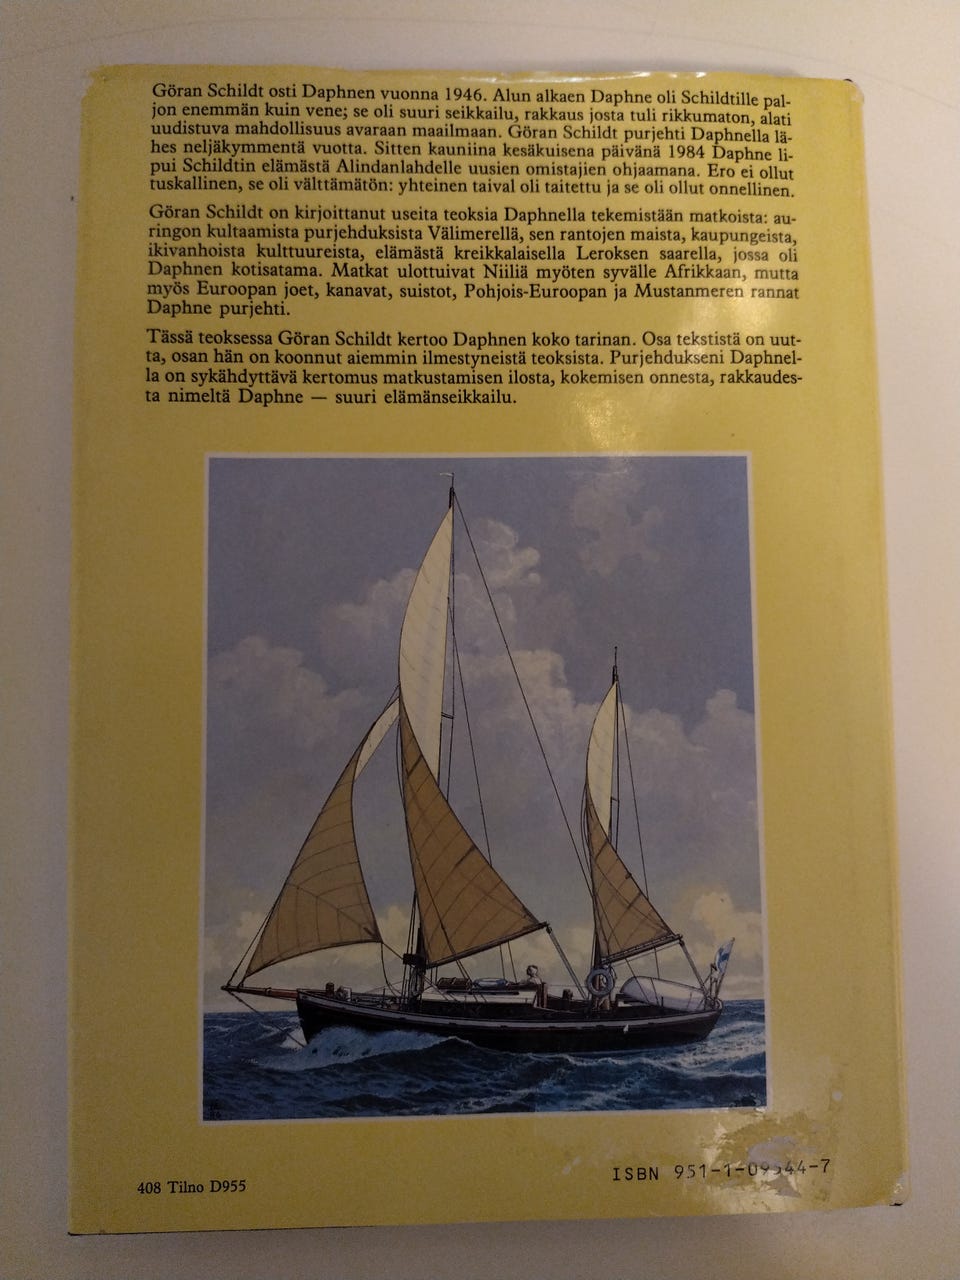 Göran Schildt osti Daphnen vuonna 1946. Alun alkaen Daphne oli Schildtille pal-
jon enemmän kuin vene; se oli suuri seikkailu, rakkaus josta tuli rikkumaton, alati
uudistuva mahdollisuus avaraan maailmaan. Göran Schildt purjehti Daphnella lä-
hes neljäkymmentä vuotta. Sitten kauniina kesäkuisena päivänä 1984 Daphne li-
pui Schildtin elämästä Alindanlahdelle uusien omistajien ohjaamana. Ero ei ollut
tuskallinen, se oli välttämätön: yhteinen taival oli taitettu ja se oli ollut onnellinen.
Göran Schildt on kirjoittanut useita teoksia Daphnella tekemistään matkoista: au-
ringon kultaamista purjehduksista Välimerellä, sen rantojen maista, kaupungeista,
ikivanhoista kulttuureista, elämästä kreikkalaisella Leroksen saarella, jossa oli
Daphnen kotisatama. Matkat ulottuivat Niiliä myöten syvälle Afrikkaan, mutta
myös Euroopan joet, kanavat, suistot, Pohjois-Euroopan ja Mustanmeren rannat
Daphne purjehti.
Tässä teoksessa Göran Schildt kertoo Daphnen koko tarinan. Osa tekstistä on uut-
ta, osan hän on koonnut aiemmin ilmestyneistä teoksista. Purjehdukseni Daphnel-
la on sykähdyttävä kertomus matkustamisen ilosta, kokemisen onnesta, rakkaudes-
ta nimeltä Daphne — suuri elämänseikkailu.
ISBN
408 Tilno D955